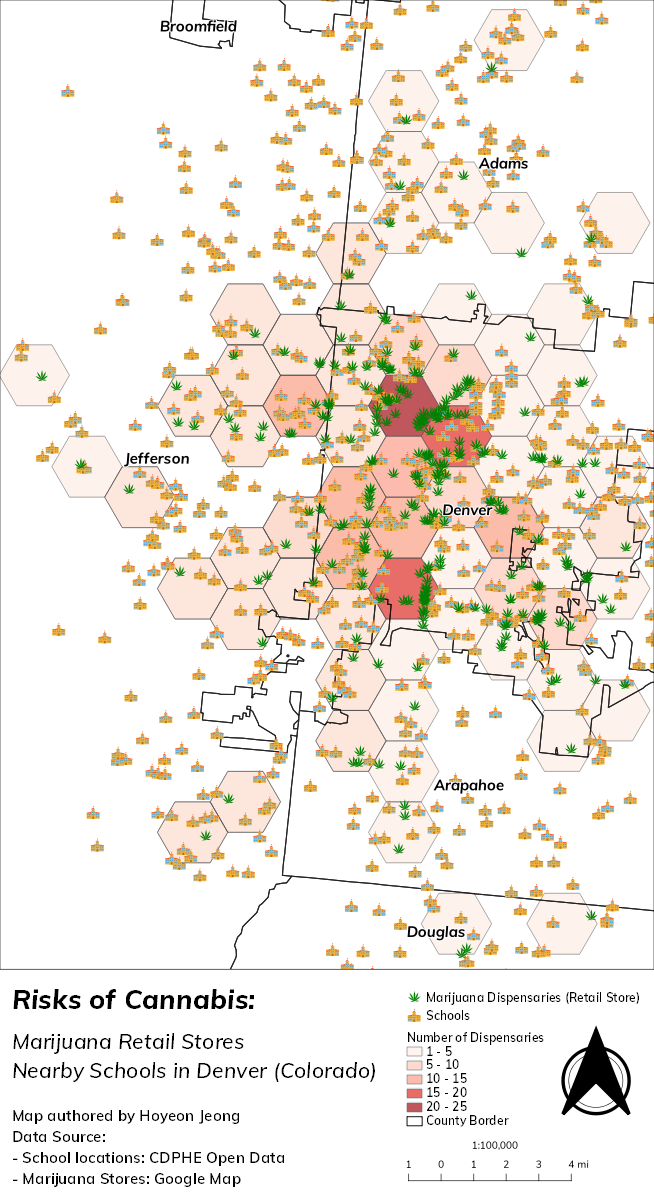 Broomfield
Adams
Jefferson
Denver
Arapahoe
Douglas
Risks of Cannabis:
Marijuana Retail Stores
Nearby Schools in Denver (Colorado)
Map authored by Hoyeon Jeong
Data Source:
- School locations: CDPHE Open Data
- Marijuana Stores: Google Map
Marijuana Dispensaries (Retail Store)
Schools
Number of Dispensaries
1 - 5
5 - 10
10 - 15
15 - 20
20 - 25
County Border
1:100,000
1 0 1 2 3 4 mi